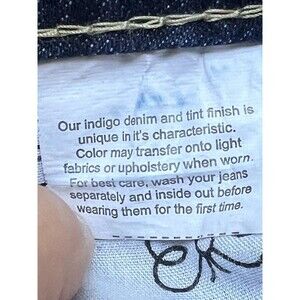 Our indigo denim and tint finish is
unique in it's characteristic.
Color may transfer onto light
fabrics or upholstery when worn.
For best care, wash your jeans
separately and inside out before
wearing them for the first time.